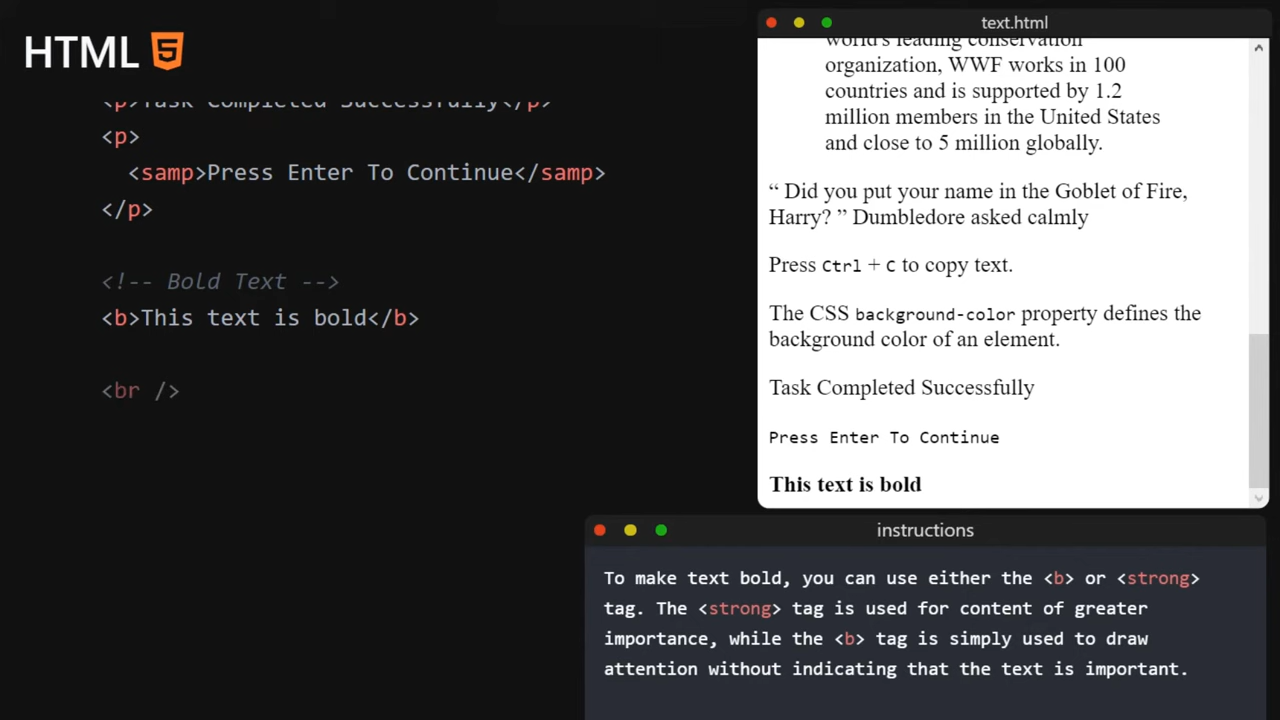 HTML 5
<p>Task Completed Successfully</p>
<p>
<samp>Press Enter To Continue</samp>
</p>
<!-- Bold Text -->
<b>This text is bold</b>
<br />
text.html
world's leading conservation
organization, WWF works in 100
countries and is supported by 1.2
million members in the United States
and close to 5 million globally.
“ Did you put your name in the Goblet of Fire,
Harry? ” Dumbledore asked calmly
Press Ctrl + C to copy text.
The CSS background-color property defines the
background color of an element.
Task Completed Successfully
Press Enter To Continue
This text is bold
instructions
To make text bold, you can use either the <b> or <strong>
tag. The <strong> tag is used for content of greater
importance, while the <b> tag is simply used to draw
attention without indicating that the text is important.